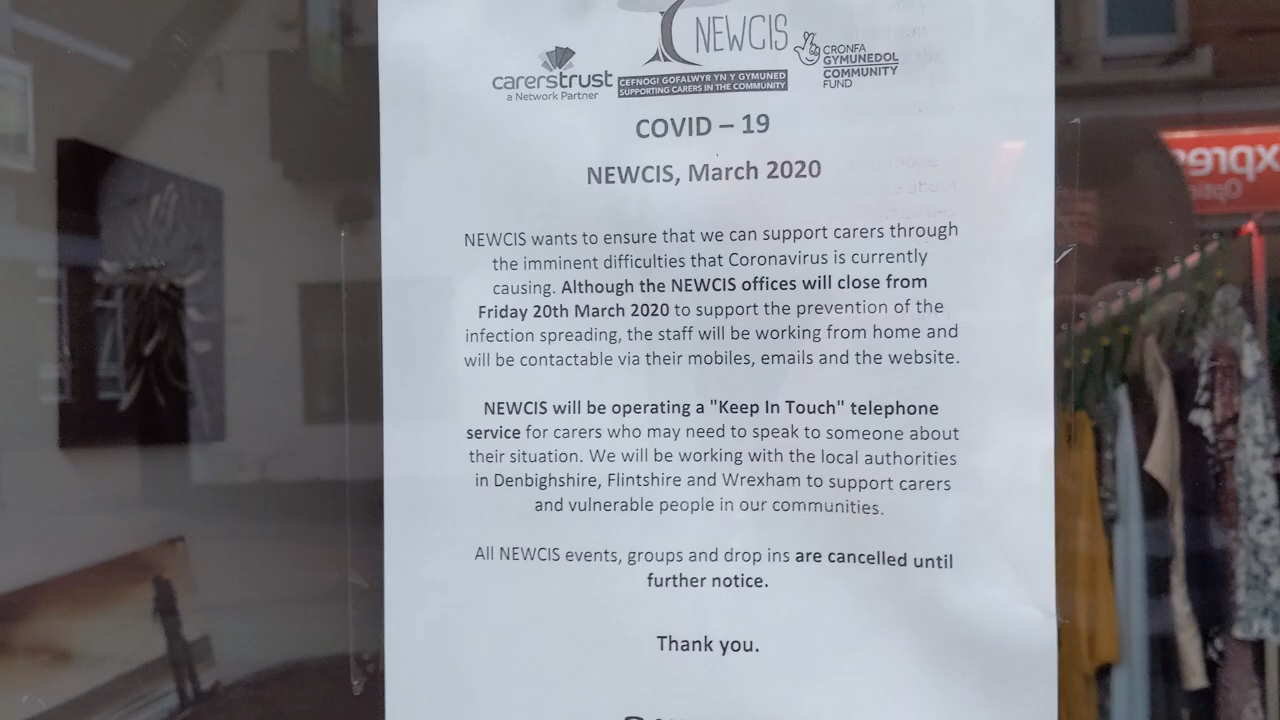 NEWCIS
carerstrust
a Network Partner
CEFNOGI GOFALWYR YN Y GYMUNED
SUPPORTING CARERS IN THE COMMUNITY
CRONFA
GYMUNEDOL
COMMUNITY
FUND
COVID – 19
NEWCIS, March 2020
NEWCIS wants to ensure that we can support carers through
the imminent difficulties that Coronavirus is currently
causing. Although the NEWCIS offices will close from
Friday 20th March 2020 to support the prevention of the
infection spreading, the staff will be working from home and
will be contactable via their mobiles, emails and the website.
NEWCIS will be operating a "Keep In Touch" telephone
service for carers who may need to speak to someone about
their situation. We will be working with the local authorities
in Denbighshire, Flintshire and Wrexham to support carers
and vulnerable people in our communities.
All NEWCIS events, groups and drop ins are cancelled until
further notice.
Thank you.